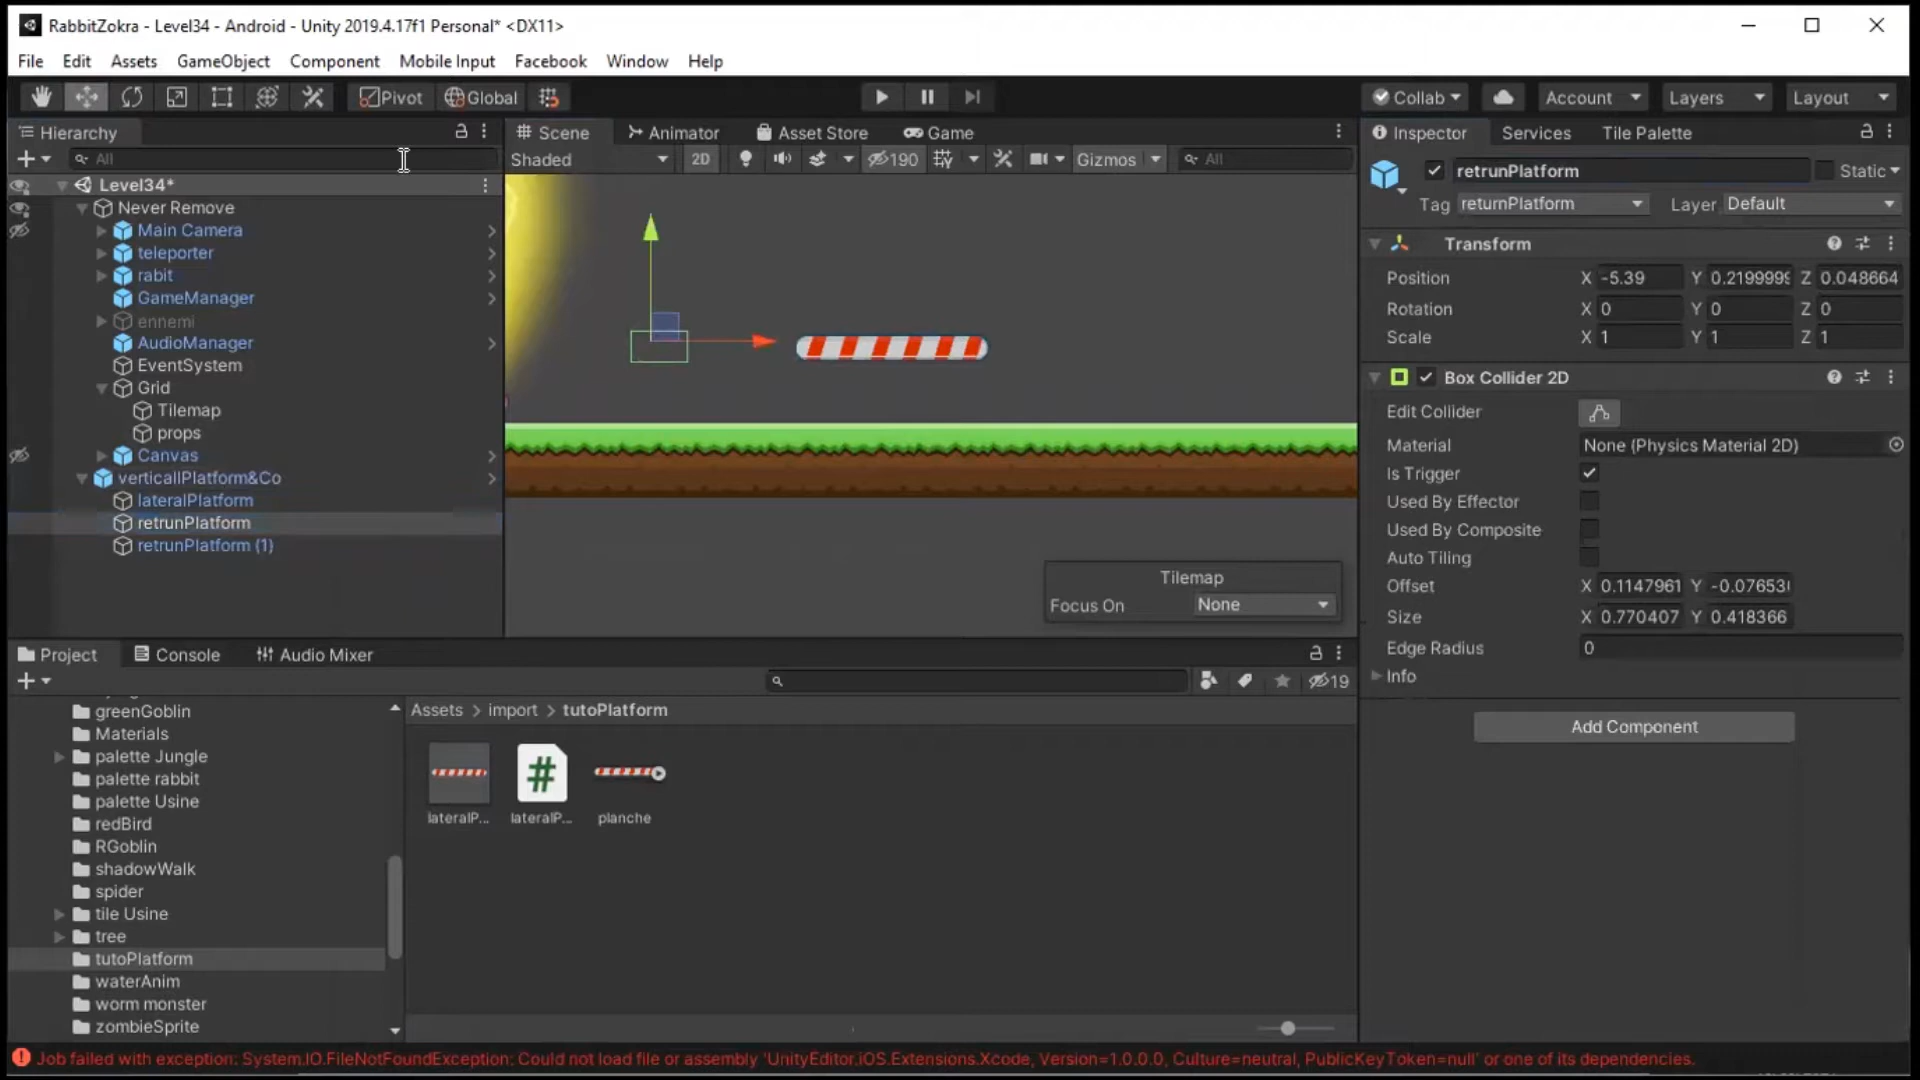 RabbitZokra - Level34 - Android - Unity 2019.4.17f1 Personal* <DX11>
File Edit Assets GameObject Component Mobile Input Facebook Window Help
Pivot Global Collab Account Layers Layout
Hierarchy
All
Level34*
Never Remove
Main Camera
teleporter
rabit
GameManager
ennemi
AudioManager
EventSystem
Grid
Tilemap
props
Canvas
verticallPlatform&Co
lateralPlatform
retrunPlatform
retrunPlatform (1)
Scene Animator Asset Store Game
Shaded 2D 190 Gizmos All
Tilemap
Focus On None
Inspector Services Tile Palette
retrunPlatform Static
Tag returnPlatform Layer Default
Transform
Position X -5.39 Y 0.2199999 Z 0.048664
Rotation X 0 Y 0 Z 0
Scale X 1 Y 1 Z 1
Box Collider 2D
Edit Collider
Material None (Physics Material 2D)
Is Trigger
Used By Effector
Used By Composite
Auto Tiling
Offset X 0.1147961 Y -0.07653
Size X 0.770407 Y 0.418366
Edge Radius 0
Info
Add Component
Project Console Audio Mixer
19
greenGoblin
Materials
palette Jungle
palette rabbit
palette Usine
redBird
RGoblin
shadowWalk
spider
tile Usine
tree
tutoPlatform
waterAnim
worm monster
zombieSprite
Assets > import > tutoPlatform
lateralP... lateralP... planche
Job failed with exception: System.IO.FileNotFoundException: Could not load file or assembly 'UnityEditor.iOS.Extensions.Xcode, Version=1.0.0.0, Culture=neutral, PublicKeyToken=null' or one of its dependencies.